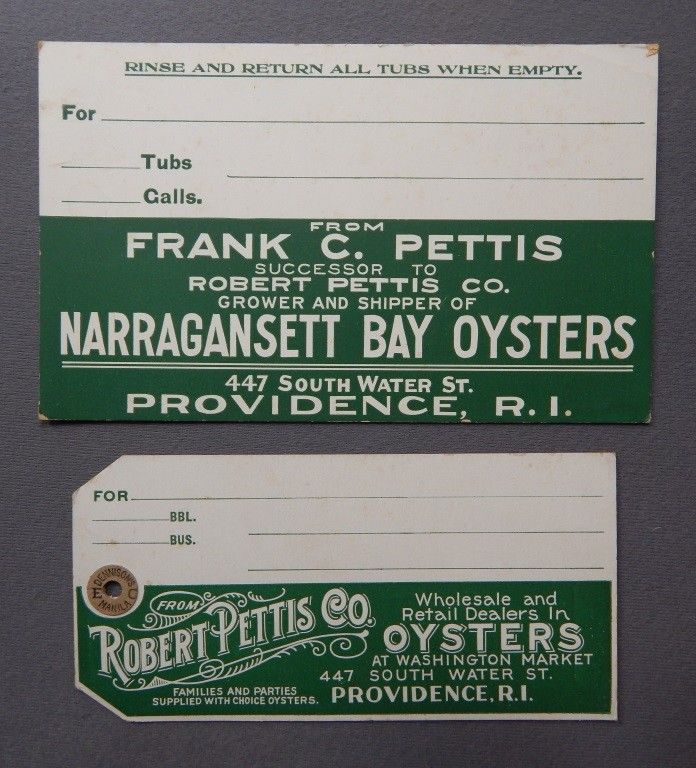 RINSE AND RETURN ALL TUBS WHEN EMPTY.
For
Tubs
Galls.
FROM
FRANK C. PETTIS
SUCCESSOR TO
ROBERT PETTIS CO.
GROWER AND SHIPPER OF
NARRAGANSETT BAY OYSTERS
447 SOUTH WATER ST.
PROVIDENCE, R.I.
FOR
BBL.
BUS.
DENNISON'S
E C
MANILA
FROM
ROBERT PETTIS CO.
FAMILIES AND PARTIES
SUPPLIED WITH CHOICE OYSTERS.
Wholesale and
Retail Dealers In
OYSTERS
AT WASHINGTON MARKET
447 SOUTH WATER ST.
PROVIDENCE, R.I.